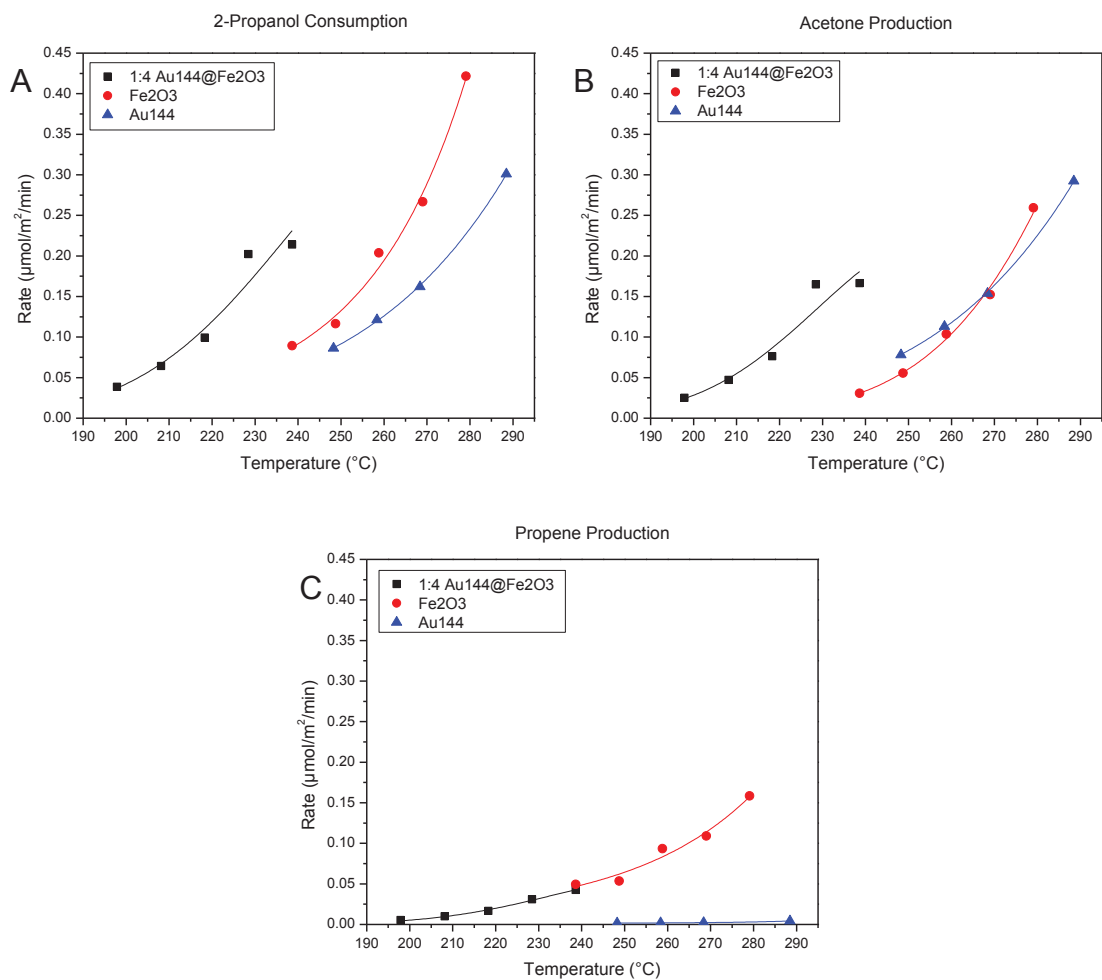 2-Propanol Consumption
A
1:4 Au144@Fe2O3
Fe2O3
Au144
0.45
0.40
0.35
0.30
0.25
0.20
0.15
0.10
0.05
0.00
Rate (µmol/m²/min)
190 200 210 220 230 240 250 260 270 280 290
Temperature (°C)
Acetone Production
B
1:4 Au144@Fe2O3
Fe2O3
Au144
0.45
0.40
0.35
0.30
0.25
0.20
0.15
0.10
0.05
0.00
Rate (µmol/m²/min)
190 200 210 220 230 240 250 260 270 280 290
Temperature (°C)
Propene Production
C
1:4 Au144@Fe2O3
Fe2O3
Au144
0.45
0.40
0.35
0.30
0.25
0.20
0.15
0.10
0.05
0.00
Rate (µmol/m²/min)
190 200 210 220 230 240 250 260 270 280 290
Temperature (°C)